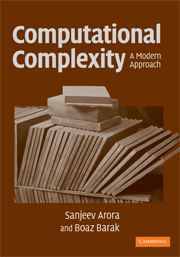 Computational
Complexity
A Modern
Approach
Sanjeev Arora
and Boaz Barak
CAMBRIDGE